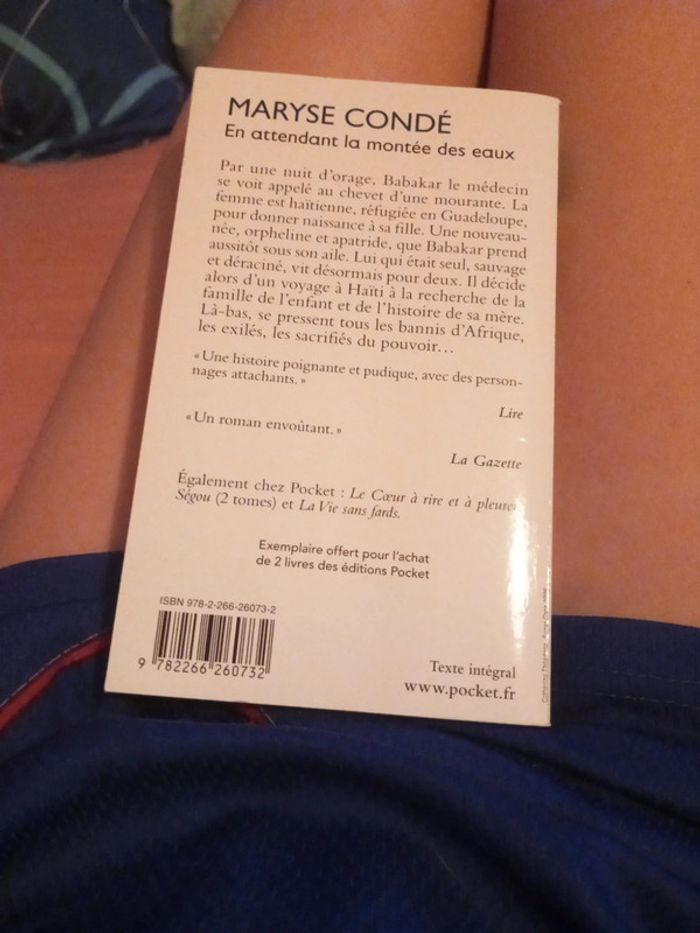 MARYSE CONDÉ
En attendant la montée des eaux
Par une nuit d'orage, Babakar le médecin
se voit appelé au chevet d'une mourante. La
femme est haïtienne, réfugiée en Guadeloupe,
pour donner naissance à sa fille. Une nouveau-
née, orpheline et apatride, que Babakar prend
aussitôt sous son aile. Lui qui était seul, sauvage
et déraciné, vit désormais pour deux. Il décide
alors d'un voyage à Haïti à la recherche de la
famille de l'enfant et de l'histoire de sa mère.
Là-bas, se pressent tous les bannis d'Afrique,
les exilés, les sacrifiés du pouvoir…
« Une histoire poignante et pudique, avec des person-
nages attachants. »
Lire
« Un roman envoûtant. »
La Gazette
Également chez Pocket : Le Cœur à rire et à pleurer
Ségou (2 tomes) et La Vie sans fards.
Exemplaire offert pour l'achat
de 2 livres des éditions Pocket
ISBN 978-2-266-26073-2
9 782266 260732
Texte intégral
www.pocket.fr